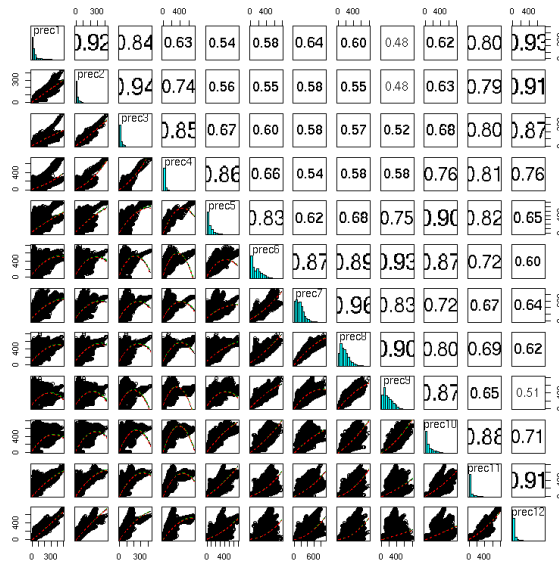 0 400 0 400 0 400 0 400 0 400 0 400
prec1 0.92 0.84 0.63 0.54 0.58 0.64 0.60 0.48 0.62 0.80 0.93
0 300 prec2 0.94 0.74 0.56 0.55 0.58 0.55 0.48 0.63 0.79 0.91
prec3 0.85 0.67 0.60 0.58 0.57 0.52 0.68 0.80 0.87
0 400 prec4 0.86 0.66 0.54 0.58 0.58 0.76 0.81 0.76
prec5 0.83 0.62 0.68 0.75 0.90 0.82 0.65
0 400 prec6 0.87 0.89 0.93 0.87 0.72 0.60
prec7 0.96 0.83 0.72 0.67 0.64
0 400 prec8 0.90 0.80 0.69 0.62
prec9 0.87 0.65 0.51
0 400 prec10 0.88 0.71
prec11 0.91
0 400 prec12
0 300 0 300 0 400 0 600 0 400 0 400